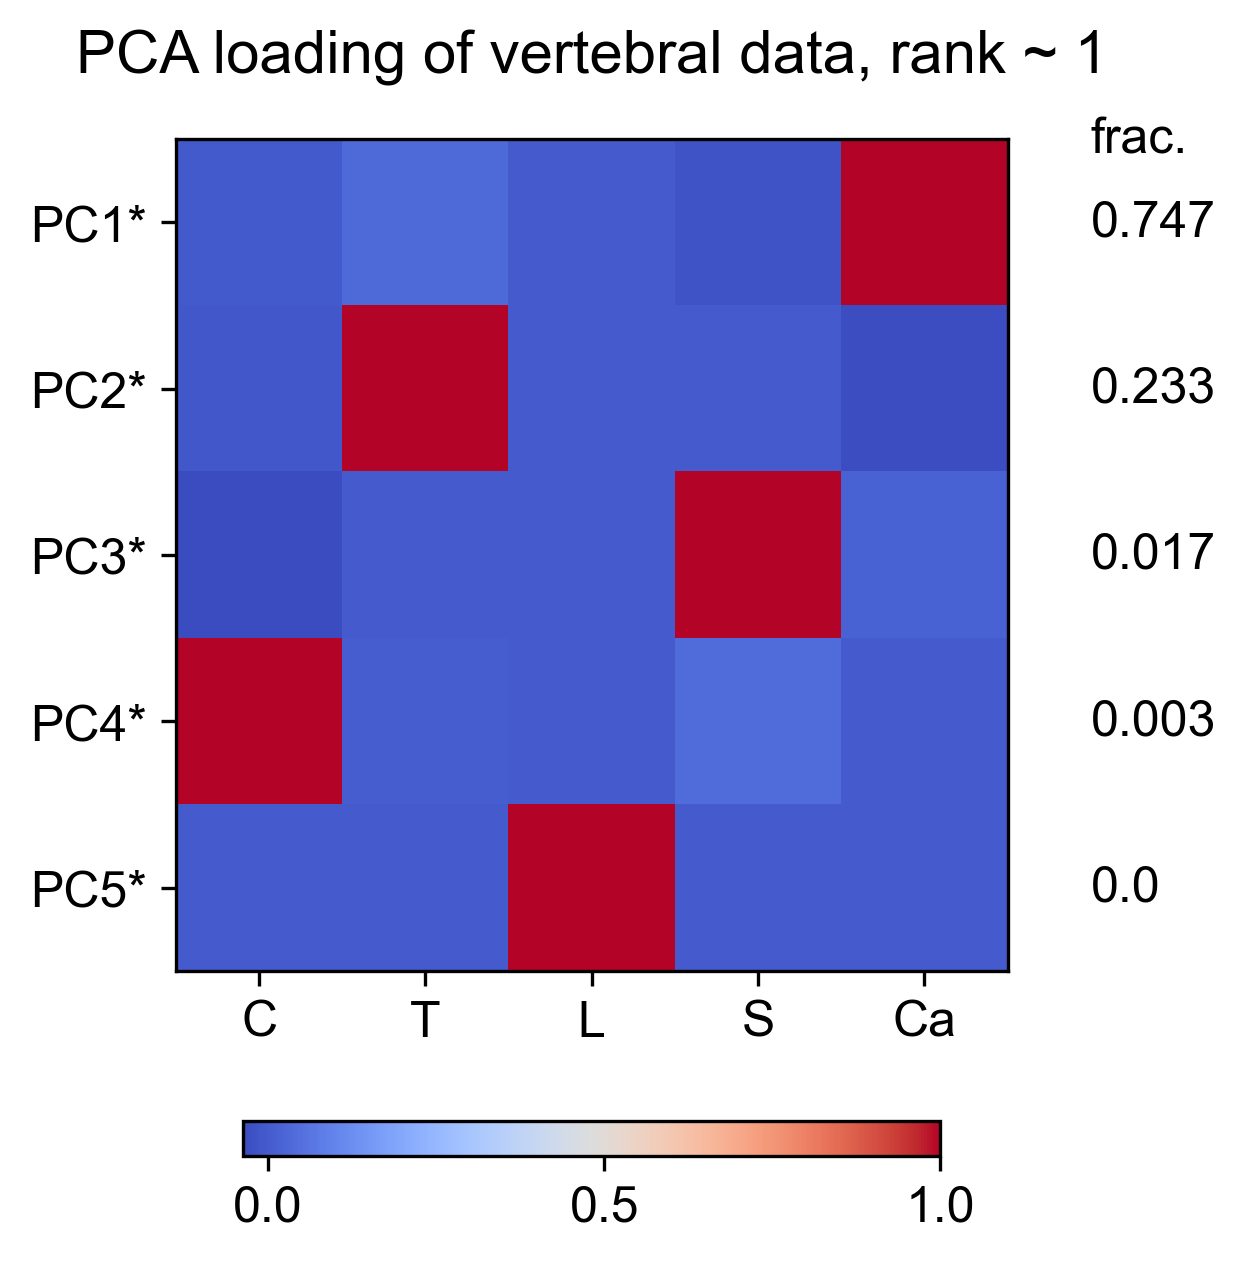 PCA loading of vertebral data, rank ~ 1
frac.
PC1* 0.747
PC2* 0.233
PC3* 0.017
PC4* 0.003
PC5* 0.0
C T L S Ca
0.0 0.5 1.0